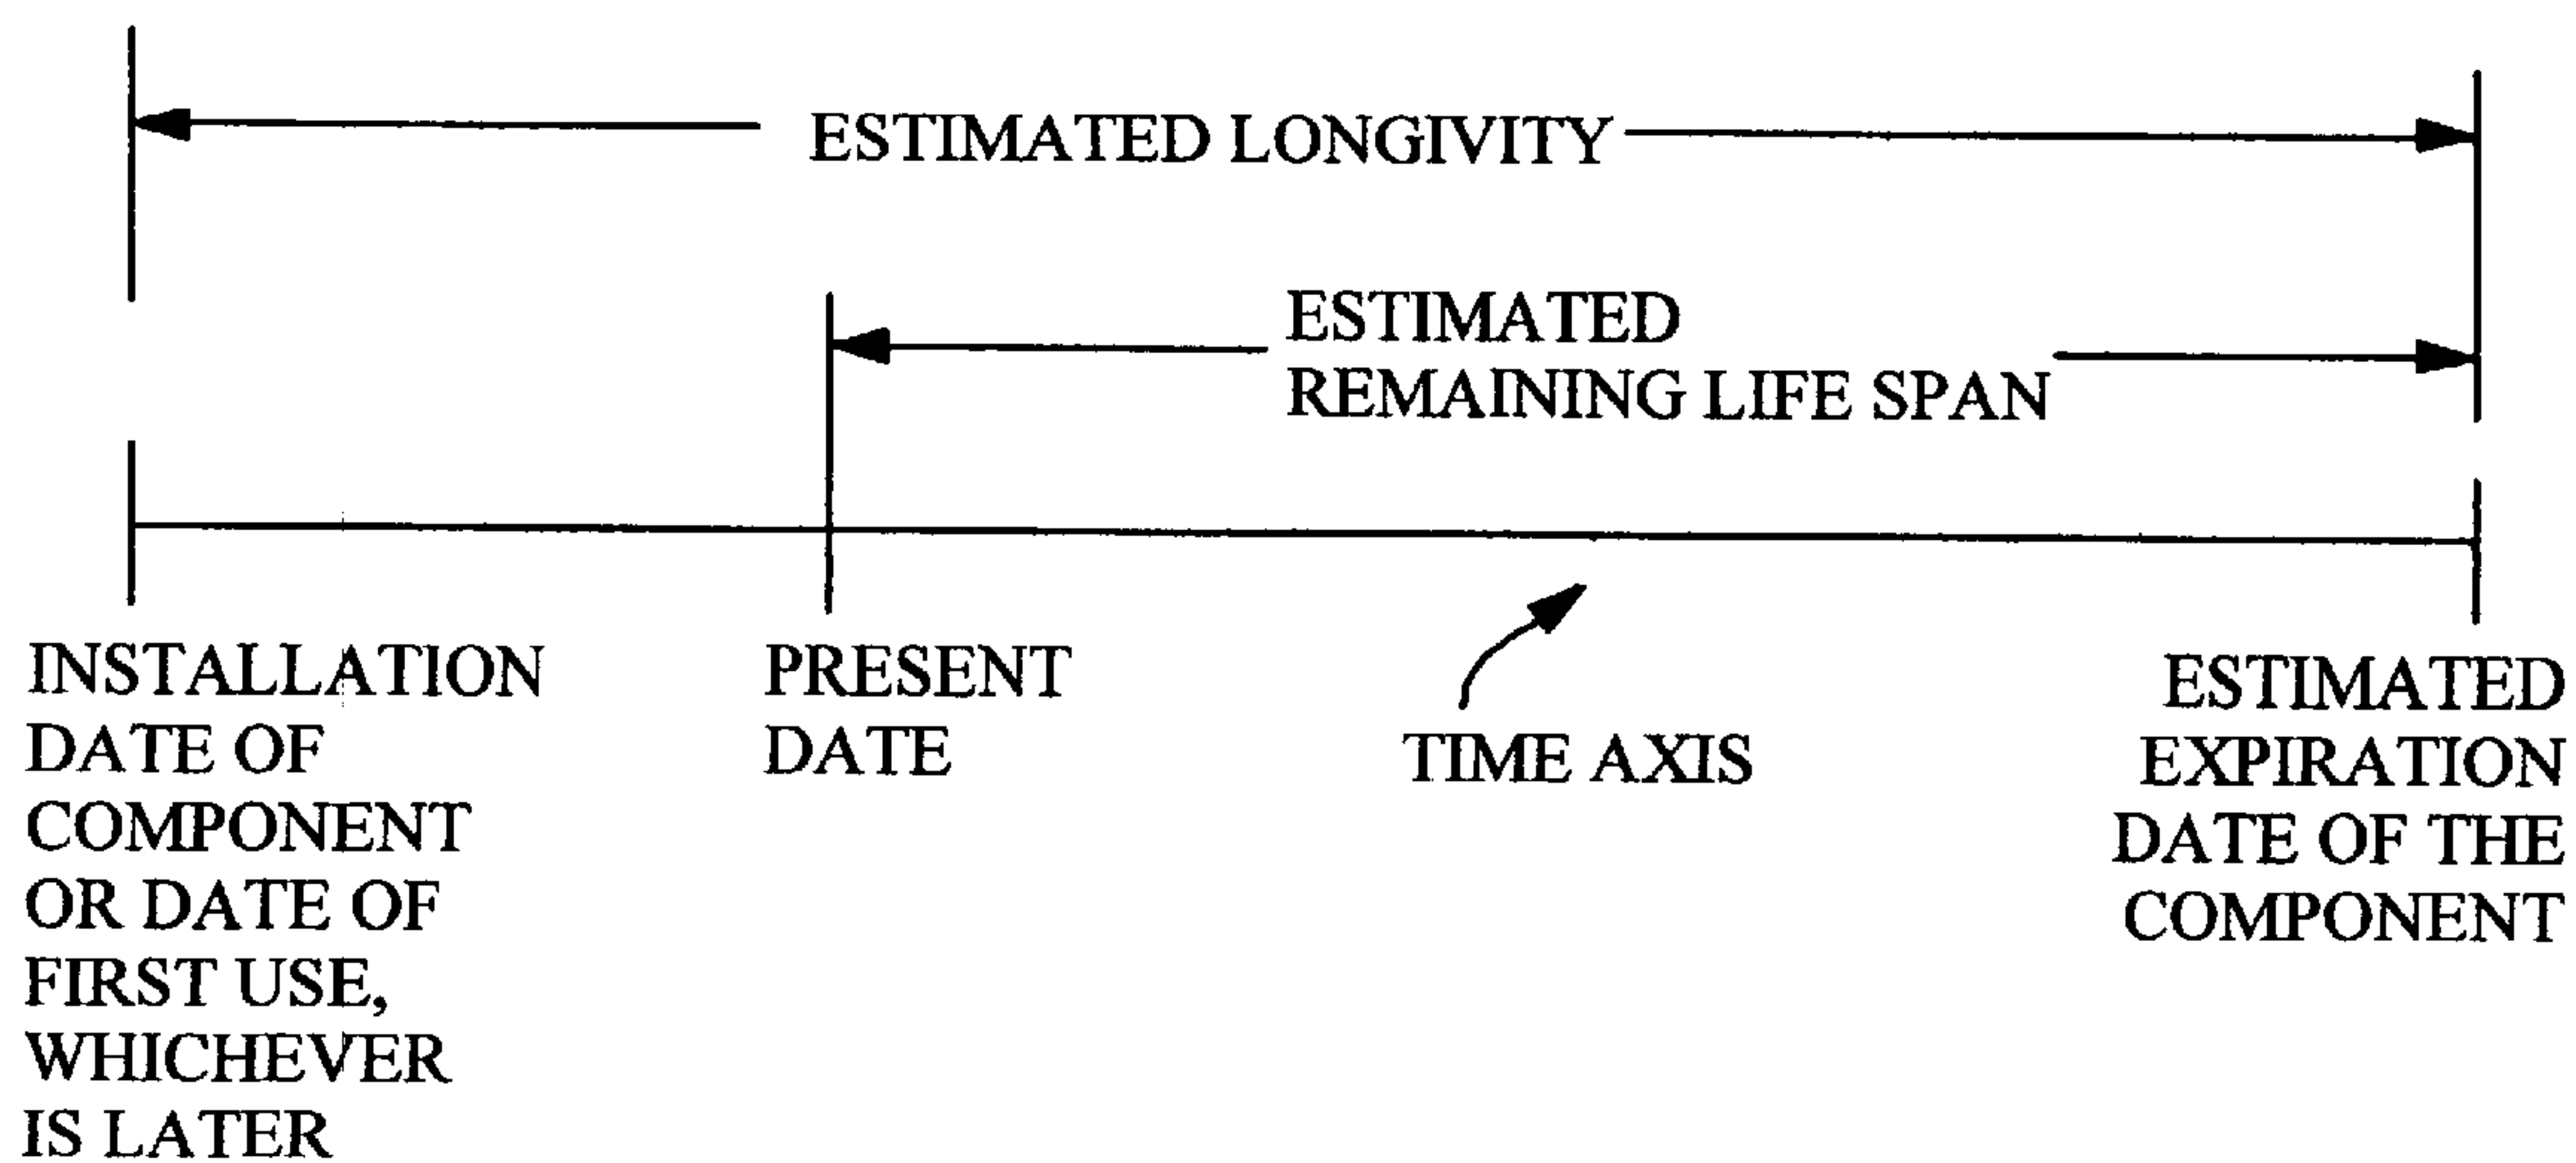 ESTIMATED LONGIVITY
ESTIMATED
REMAINING LIFE SPAN
INSTALLATION
DATE OF
COMPONENT
OR DATE OF
FIRST USE,
WHICHEVER
IS LATER
PRESENT
DATE
TIME AXIS
ESTIMATED
EXPIRATION
DATE OF THE
COMPONENT